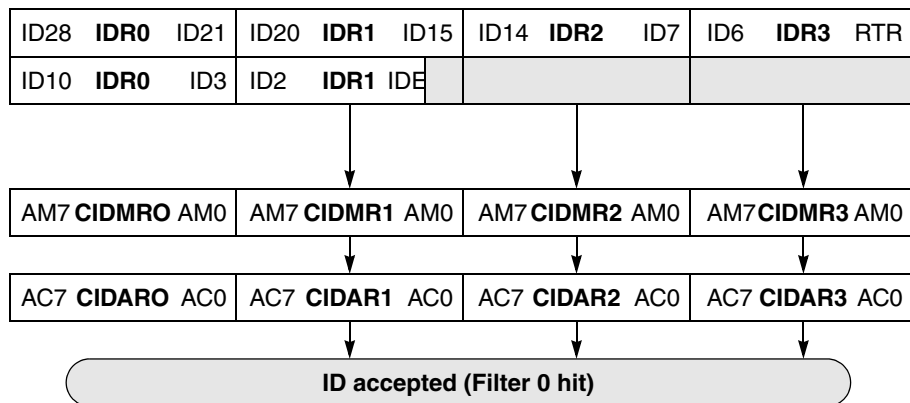 ID28 IDR0 ID21 ID20 IDR1 ID15 ID14 IDR2 ID7 ID6 IDR3 RTR
ID10 IDR0 ID3 ID2 IDR1 IDE
AM7 CIDMRO AM0 AM7 CIDMR1 AM0 AM7 CIDMR2 AM0 AM7 CIDMR3 AM0
AC7 CIDARO AC0 AC7 CIDAR1 AC0 AC7 CIDAR2 AC0 AC7 CIDAR3 AC0
ID accepted (Filter 0 hit)